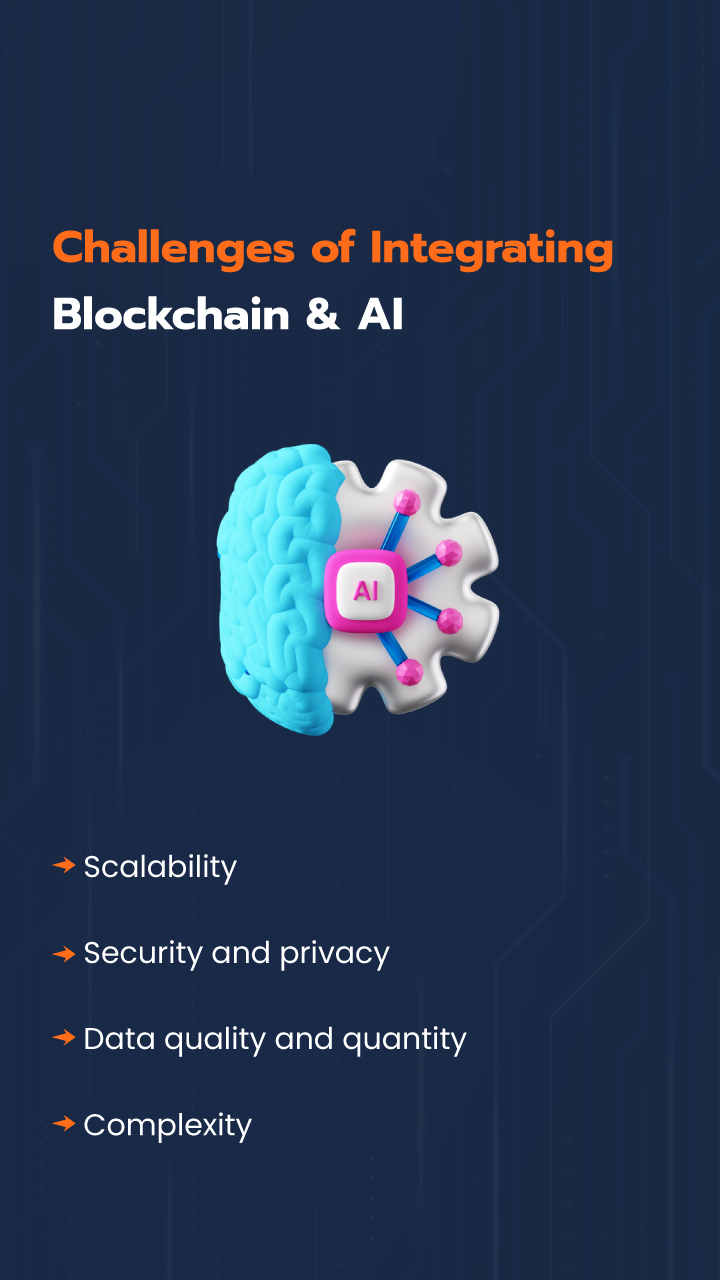 Challenges of Integrating
Blockchain & AI
AI
Scalability
Security and privacy
Data quality and quantity
Complexity